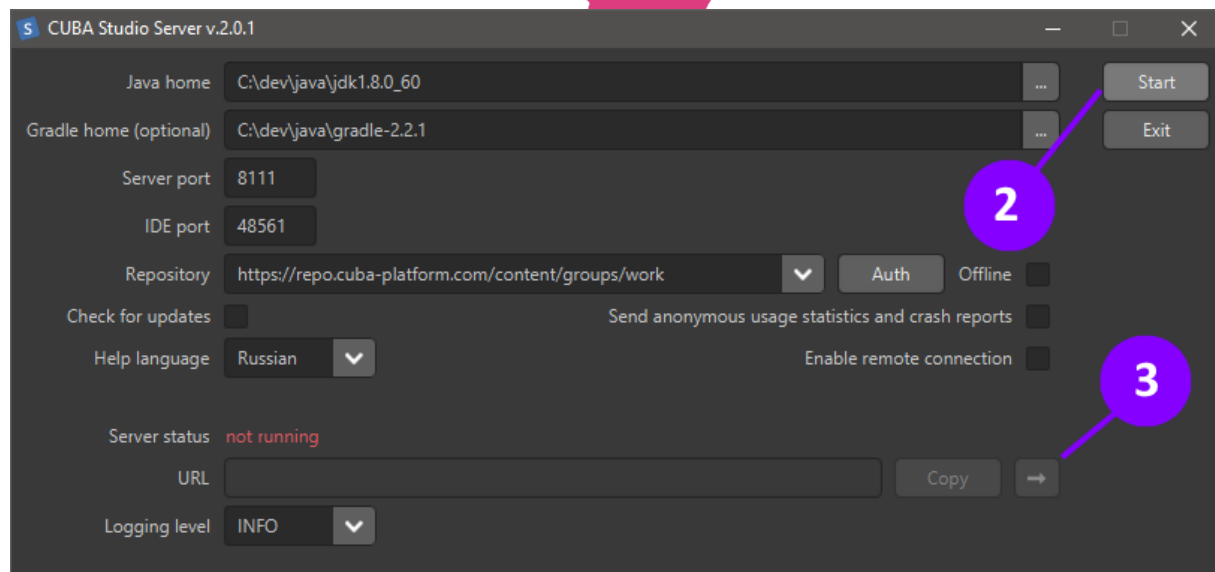 S CUBA Studio Server v.2.0.1
Java home C:\dev\java\jdk1.8.0_60 ... Start
Gradle home (optional) C:\dev\java\gradle-2.2.1 ... Exit
Server port 8111
2
IDE port 48561
Repository https://repo.cuba-platform.com/content/groups/work Auth Offline
Check for updates Send anonymous usage statistics and crash reports
Help language Russian Enable remote connection
3
Server status not running
URL Copy
Logging level INFO